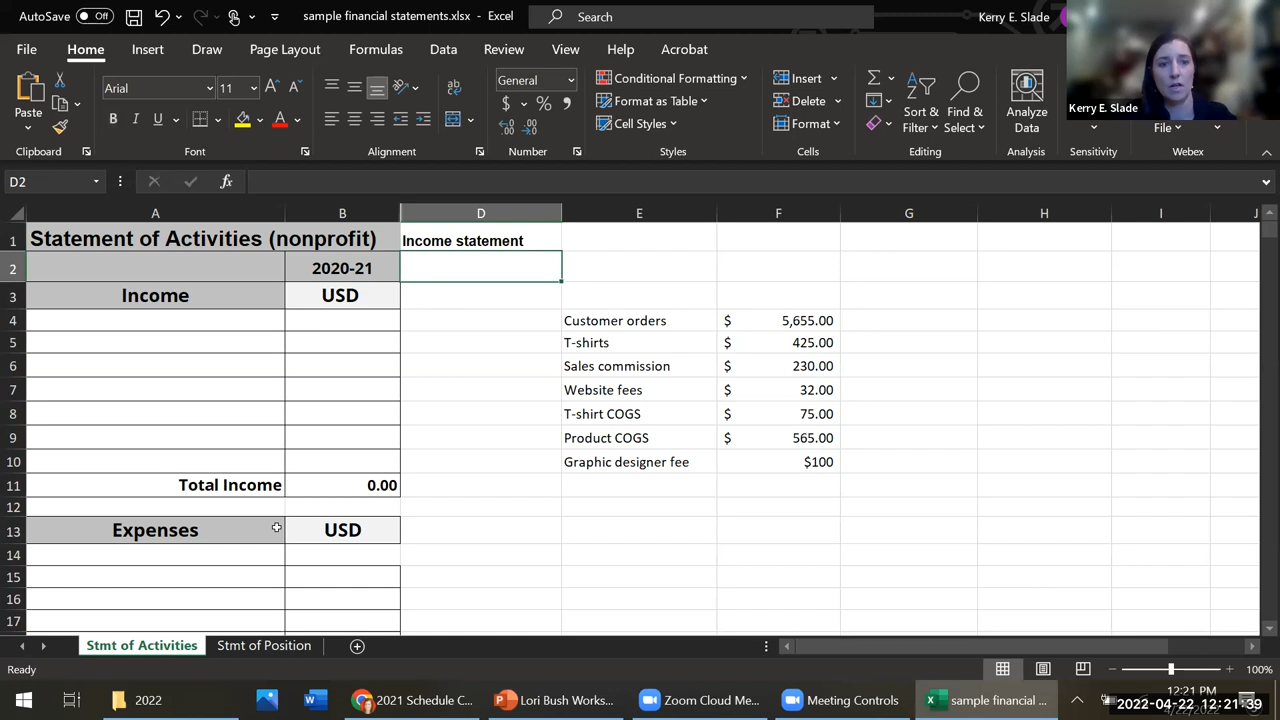 AutoSave Off sample financial statements.xlsx - Excel Search Kerry E. Slade
File Home Insert Draw Page Layout Formulas Data Review View Help Acrobat
Paste
Clipboard
Arial 11 A A
B I U A
Font
Alignment
General
$ % ,
Number
Conditional Formatting
Format as Table
Cell Styles
Styles
Insert
Delete
Format
Cells
Sort & Filter
Find & Select
Editing
Analyze Data
Analysis
Sensitivity
File
Webex
Kerry E. Slade
D2 fx
A B D E F G H I J
1 Statement of Activities (nonprofit) Income statement
2 2020-21
3 Income USD
4 Customer orders $ 5,655.00
5 T-shirts $ 425.00
6 Sales commission $ 230.00
7 Website fees $ 32.00
8 T-shirt COGS $ 75.00
9 Product COGS $ 565.00
10 Graphic designer fee $100
11 Total Income 0.00
12
13 Expenses USD
14
15
16
17
Stmt of Activities Stmt of Position
Ready 100%
2022 2021 Schedule C... Lori Bush Works... Zoom Cloud Me... Meeting Controls sample financial ... 12:21 PM
2022-04-22 12:21:39